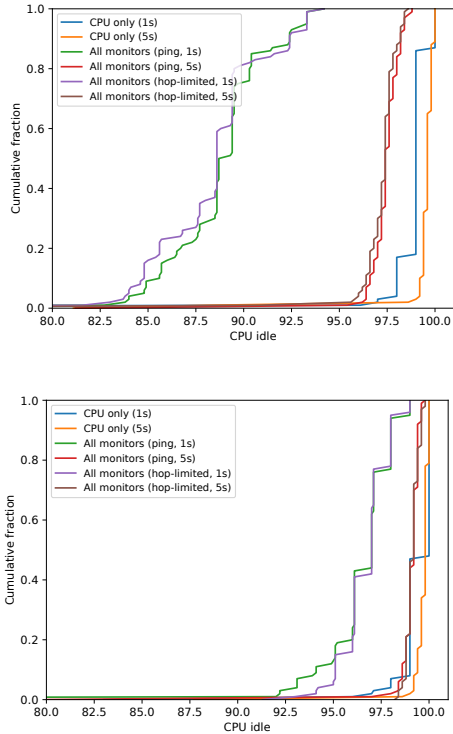 1.0
0.8
0.6
0.4
0.2
0.0
Cumulative fraction
CPU only (1s)
CPU only (5s)
All monitors (ping, 1s)
All monitors (ping, 5s)
All monitors (hop-limited, 1s)
All monitors (hop-limited, 5s)
80.0 82.5 85.0 87.5 90.0 92.5 95.0 97.5 100.0
CPU idle
1.0
0.8
0.6
0.4
0.2
0.0
Cumulative fraction
CPU only (1s)
CPU only (5s)
All monitors (ping, 1s)
All monitors (ping, 5s)
All monitors (hop-limited, 1s)
All monitors (hop-limited, 5s)
80.0 82.5 85.0 87.5 90.0 92.5 95.0 97.5 100.0
CPU idle